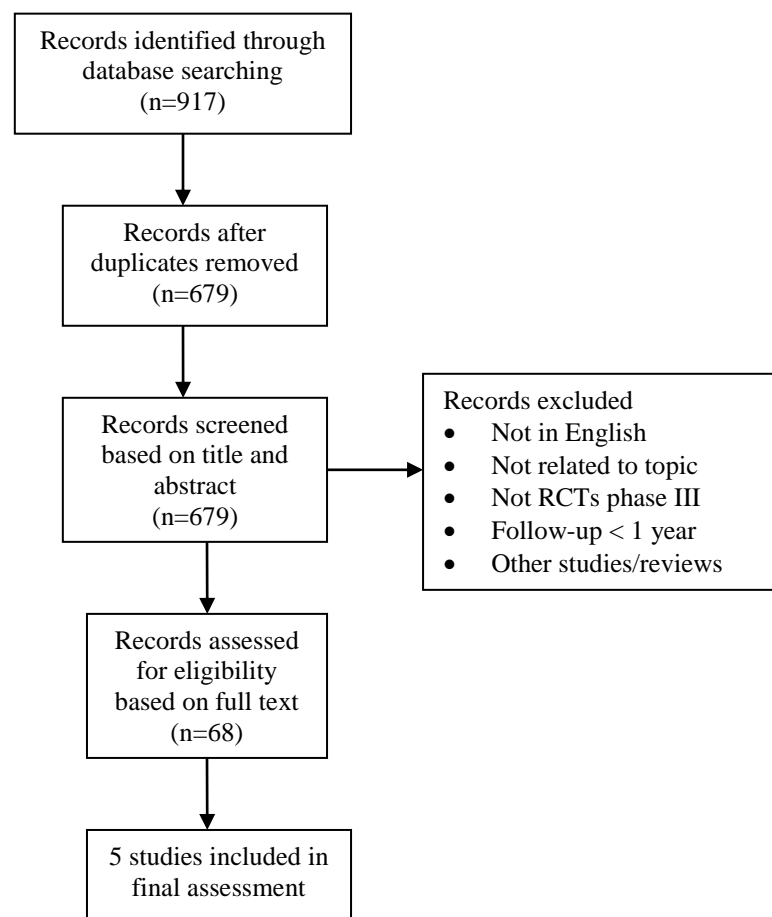 Records identified through
database searching
(n=917)
Records after
duplicates removed
(n=679)
Records screened
based on title and
abstract
(n=679)
Records excluded
• Not in English
• Not related to topic
• Not RCTs phase III
• Follow-up < 1 year
• Other studies/reviews
Records assessed
for eligibility
based on full text
(n=68)
5 studies included in
final assessment